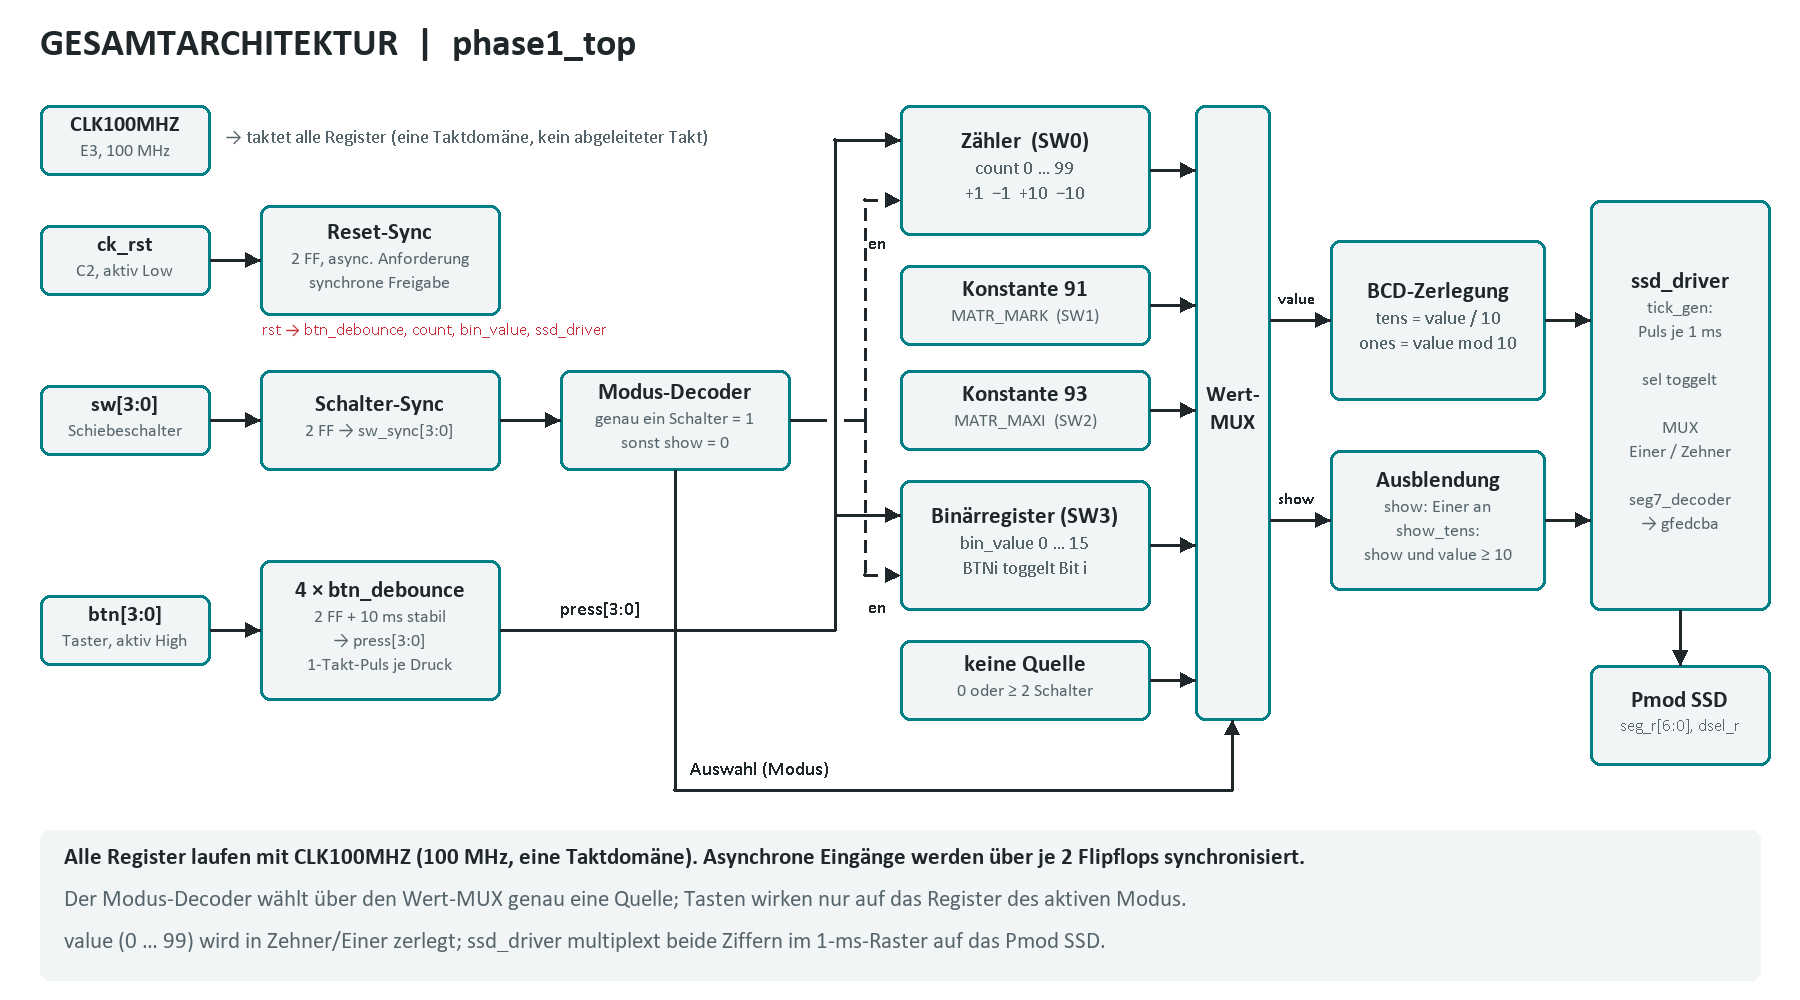 GESAMTARCHITEKTUR | phase1_top
CLK100MHZ
E3, 100 MHz
→ taktet alle Register (eine Taktdomäne, kein abgeleiteter Takt)
ck_rst
C2, aktiv Low
Reset-Sync
2 FF, async. Anforderung
synchrone Freigabe
rst → btn_debounce, count, bin_value, ssd_driver
sw[3:0]
Schiebeschalter
Schalter-Sync
2 FF → sw_sync[3:0]
Modus-Decoder
genau ein Schalter = 1
sonst show = 0
btn[3:0]
Taster, aktiv High
4 × btn_debounce
2 FF + 10 ms stabil
→ press[3:0]
1-Takt-Puls je Druck
press[3:0]
Auswahl (Modus)
en
en
Zähler (SW0)
count 0 … 99
+1 −1 +10 −10
Konstante 91
MATR_MARK (SW1)
Konstante 93
MATR_MAXI (SW2)
Binärregister (SW3)
bin_value 0 … 15
BTNi toggelt Bit i
keine Quelle
0 oder ≥ 2 Schalter
Wert-
MUX
value
show
BCD-Zerlegung
tens = value / 10
ones = value mod 10
Ausblendung
show: Einer an
show_tens:
show und value ≥ 10
ssd_driver
tick_gen:
Puls je 1 ms
sel toggelt
MUX
Einer / Zehner
seg7_decoder
→ gfedcba
Pmod SSD
seg_r[6:0], dsel_r
Alle Register laufen mit CLK100MHZ (100 MHz, eine Taktdomäne). Asynchrone Eingänge werden über je 2 Flipflops synchronisiert.
Der Modus-Decoder wählt über den Wert-MUX genau eine Quelle; Tasten wirken nur auf das Register des aktiven Modus.
value (0 … 99) wird in Zehner/Einer zerlegt; ssd_driver multiplext beide Ziffern im 1-ms-Raster auf das Pmod SSD.